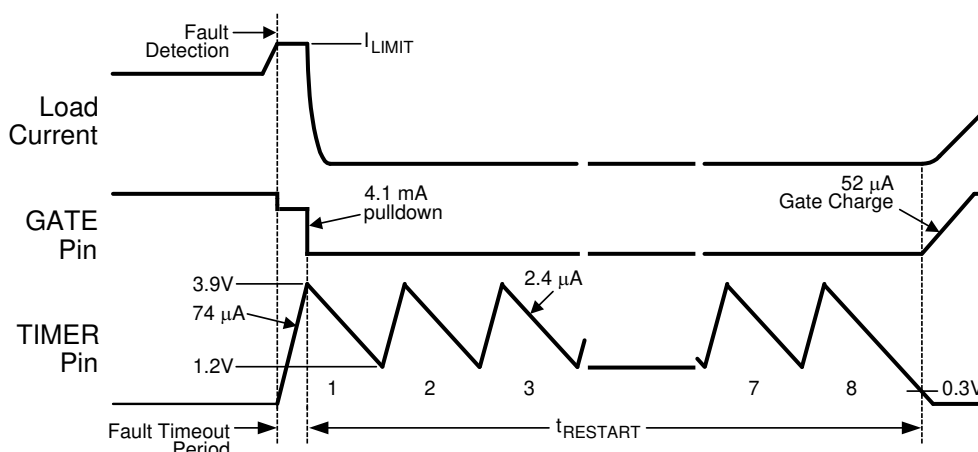 Fault
Detection
I_LIMIT
Load
Current
4.1 mA
pulldown
52 μA
Gate Charge
GATE
Pin
3.9V
2.4 μA
74 μA
TIMER
Pin
1.2V
1
2
3
7
8
0.3V
Fault Timeout
Period
t_RESTART